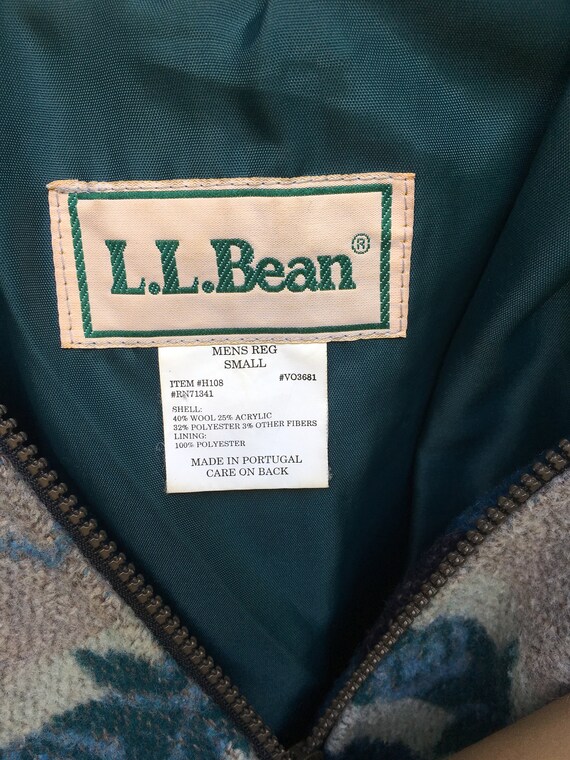 L.L.Bean®
MENS REG
SMALL
ITEM #H108 #VO3681
#RN71341
SHELL:
40% WOOL 25% ACRYLIC
32% POLYESTER 3% OTHER FIBERS
LINING:
100% POLYESTER
MADE IN PORTUGAL
CARE ON BACK